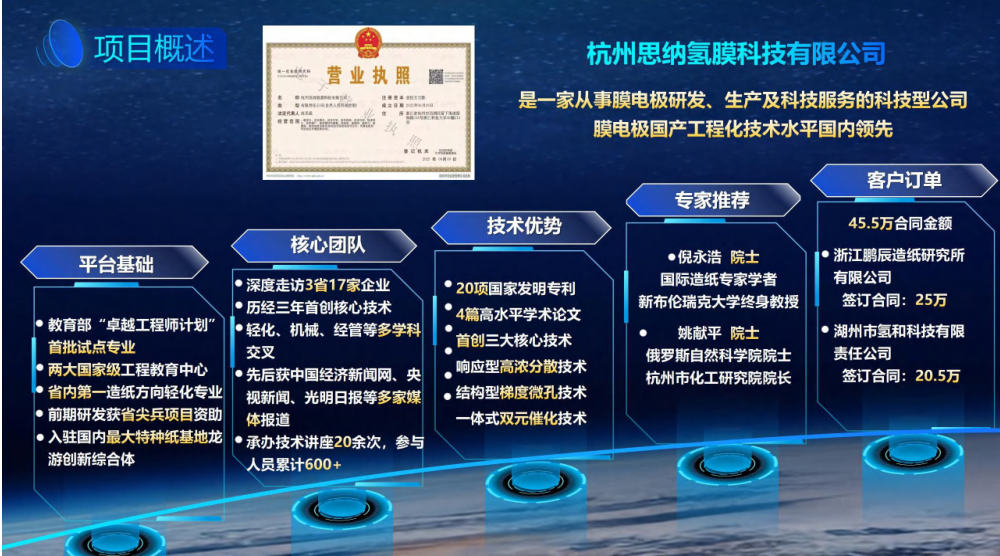 项目概述
营业执照
杭州思纳氢膜科技有限公司
是一家从事膜电极研发、生产及科技服务的科技型公司
膜电极国产工程化技术水平国内领先
平台基础
教育部“卓越工程师计划”
首批试点专业
两大国家级工程教育中心
省内第一造纸方向轻化专业
前期研发获省尖兵项目资助
入驻国内最大特种纸基地龙
游创新综合体
核心团队
深度走访3省17家企业
历经三年首创核心技术
轻化、机械、经管等多学科
交叉
先后获中国经济新闻网、央
视新闻、光明日报等多家媒
体报道
承办技术讲座20余次，参与
人员累计600+
技术优势
20项国家发明专利
4篇高水平学术论文
首创三大核心技术
响应型高浓分散技术
结构型梯度微孔技术
一体式双元催化技术
专家推荐
倪永浩 院士
国际造纸专家学者
新布伦瑞克大学终身教授
姚献平 院士
俄罗斯自然科学院院士
杭州市化工研究院院长
客户订单
45.5万合同金额
浙江鹏辰造纸研究所
有限公司
签订合同：25万
湖州市氢和科技有限
责任公司
签订合同：20.5万